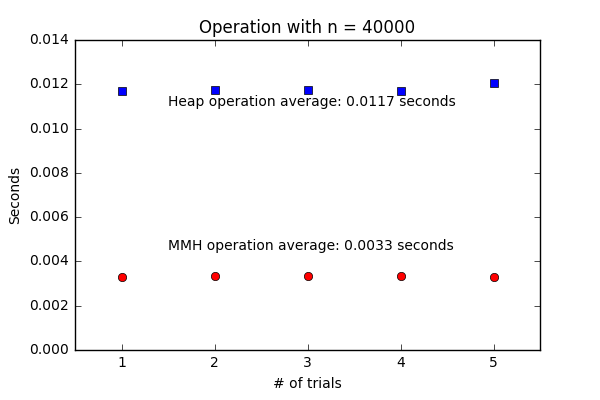 Operation with n = 40000
0.014
0.012
0.010
0.008
0.006
0.004
0.002
0.000
Seconds
Heap operation average: 0.0117 seconds
MMH operation average: 0.0033 seconds
1 2 3 4 5
# of trials